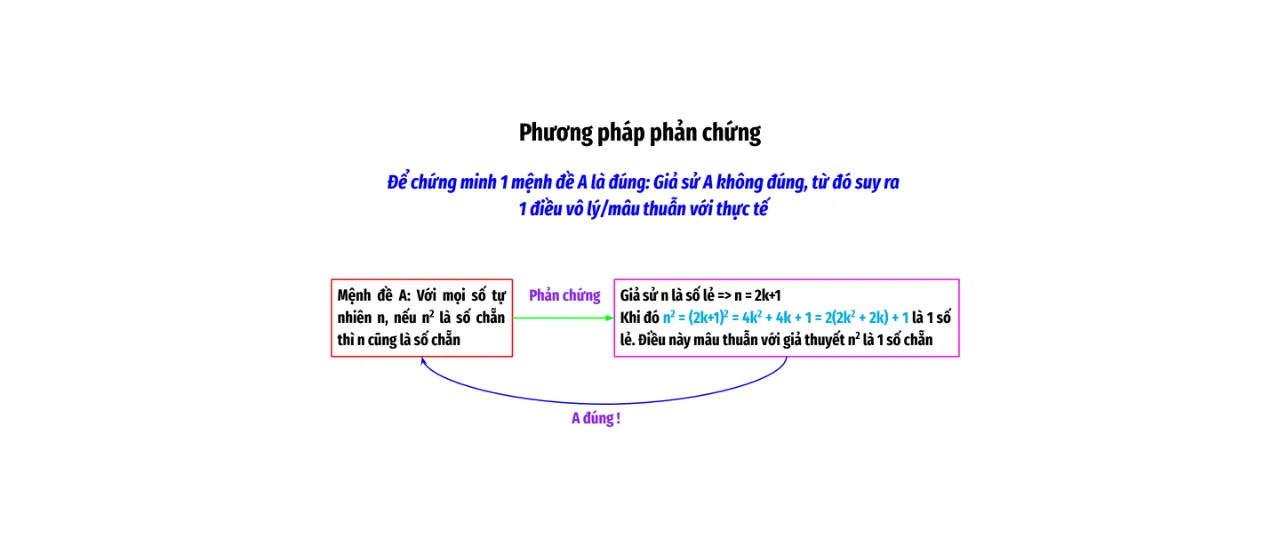 Phương pháp phản chứng
Để chứng minh 1 mệnh đề A là đúng: Giả sử A không đúng, từ đó suy ra
1 điều vô lý/mâu thuẫn với thực tế
Mệnh đề A: Với mọi số tự
nhiên n, nếu n² là số chẵn
thì n cũng là số chẵn
Phản chứng
Giả sử n là số lẻ => n = 2k+1
Khi đó n² = (2k+1)² = 4k² + 4k + 1 = 2(2k² + 2k) + 1 là 1 số
lẻ. Điều này mâu thuẫn với giả thuyết n² là 1 số chẵn
A đúng !